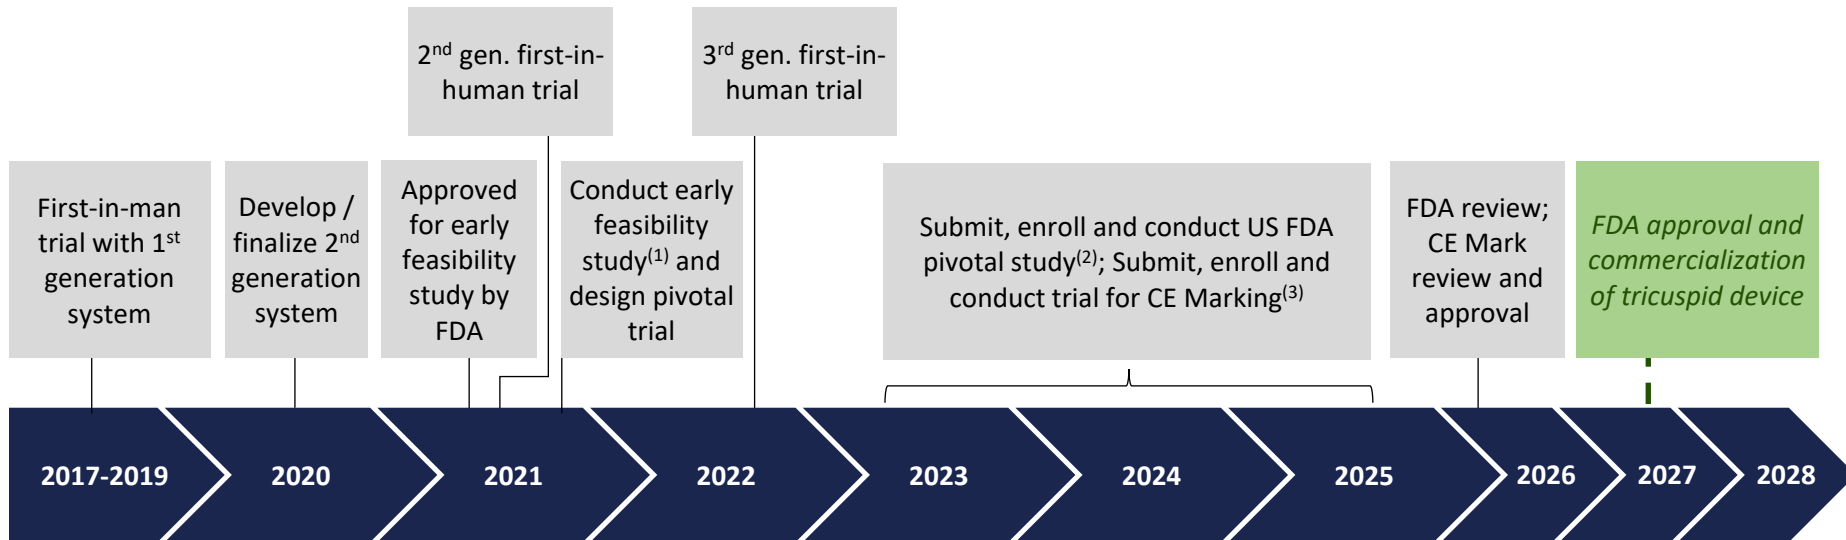 2nd gen. first-in-
human trial
3rd gen. first-in-
human trial
First-in-man
trial with 1st
generation
system
Develop /
finalize 2nd
generation
system
Approved
for early
feasibility
study by
FDA
Conduct early
feasibility
study(1) and
design pivotal
trial
Submit, enroll and conduct US FDA
pivotal study(2); Submit, enroll and
conduct trial for CE Marking(3)
FDA review;
CE Mark
review and
approval
FDA approval and
commercialization
of tricuspid device
2017-2019
2020
2021
2022
2023
2024
2025
2026
2027
2028